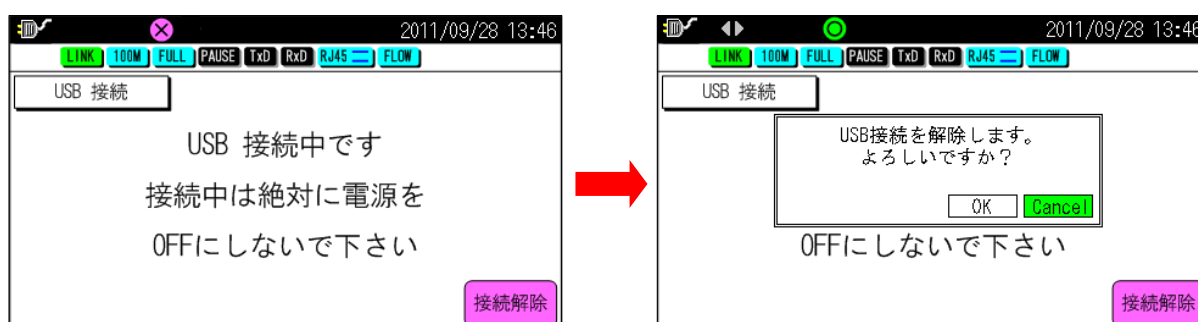 2011/09/28 13:46
LINK 100M FULL PAUSE TxD RxD RJ45 FLOW
USB 接続
USB 接続中です
接続中は絶対に電源を
OFFにしないで下さい
接続解除
2011/09/28 13:46
LINK 100M FULL PAUSE TxD RxD RJ45 FLOW
USB 接続
USB接続を解除します。
よろしいですか？
OK Cancel
OFFにしないで下さい
接続解除